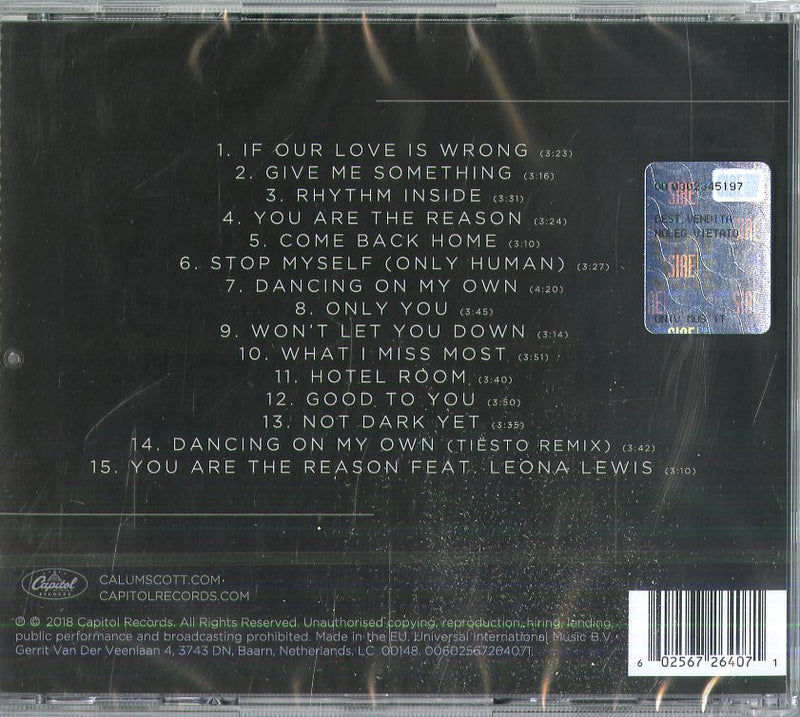 1. IF OUR LOVE IS WRONG (3:23)
2. GIVE ME SOMETHING (3:16)
3. RHYTHM INSIDE (3:31)
4. YOU ARE THE REASON (3:24)
5. COME BACK HOME (3:10)
6. STOP MYSELF (ONLY HUMAN) (3:27)
7. DANCING ON MY OWN (4:20)
8. ONLY YOU (3:45)
9. WON'T LET YOU DOWN (3:14)
10. WHAT I MISS MOST (3:51)
11. HOTEL ROOM (3:40)
12. GOOD TO YOU (3:50)
13. NOT DARK YET (3:35)
14. DANCING ON MY OWN (TIËSTO REMIX) (3:42)
15. YOU ARE THE REASON FEAT. LEONA LEWIS (3:10)
00 0002345197
SIAE
DEST VENDITA
NOLEG VIETATO
SIAE
UNIV MUS IT
SIAE
Capitol
RECORDS
CALUMSCOTT.COM
CAPITOLRECORDS.COM
℗ © 2018 Capitol Records. All Rights Reserved. Unauthorised copying, reproduction, hiring, lending,
public performance and broadcasting prohibited. Made in the EU. Universal International Music B.V.,
Gerrit Van Der Veenlaan 4, 3743 DN, Baarn, Netherlands. LC 00148. 00602567264071.
6 02567 26407 1